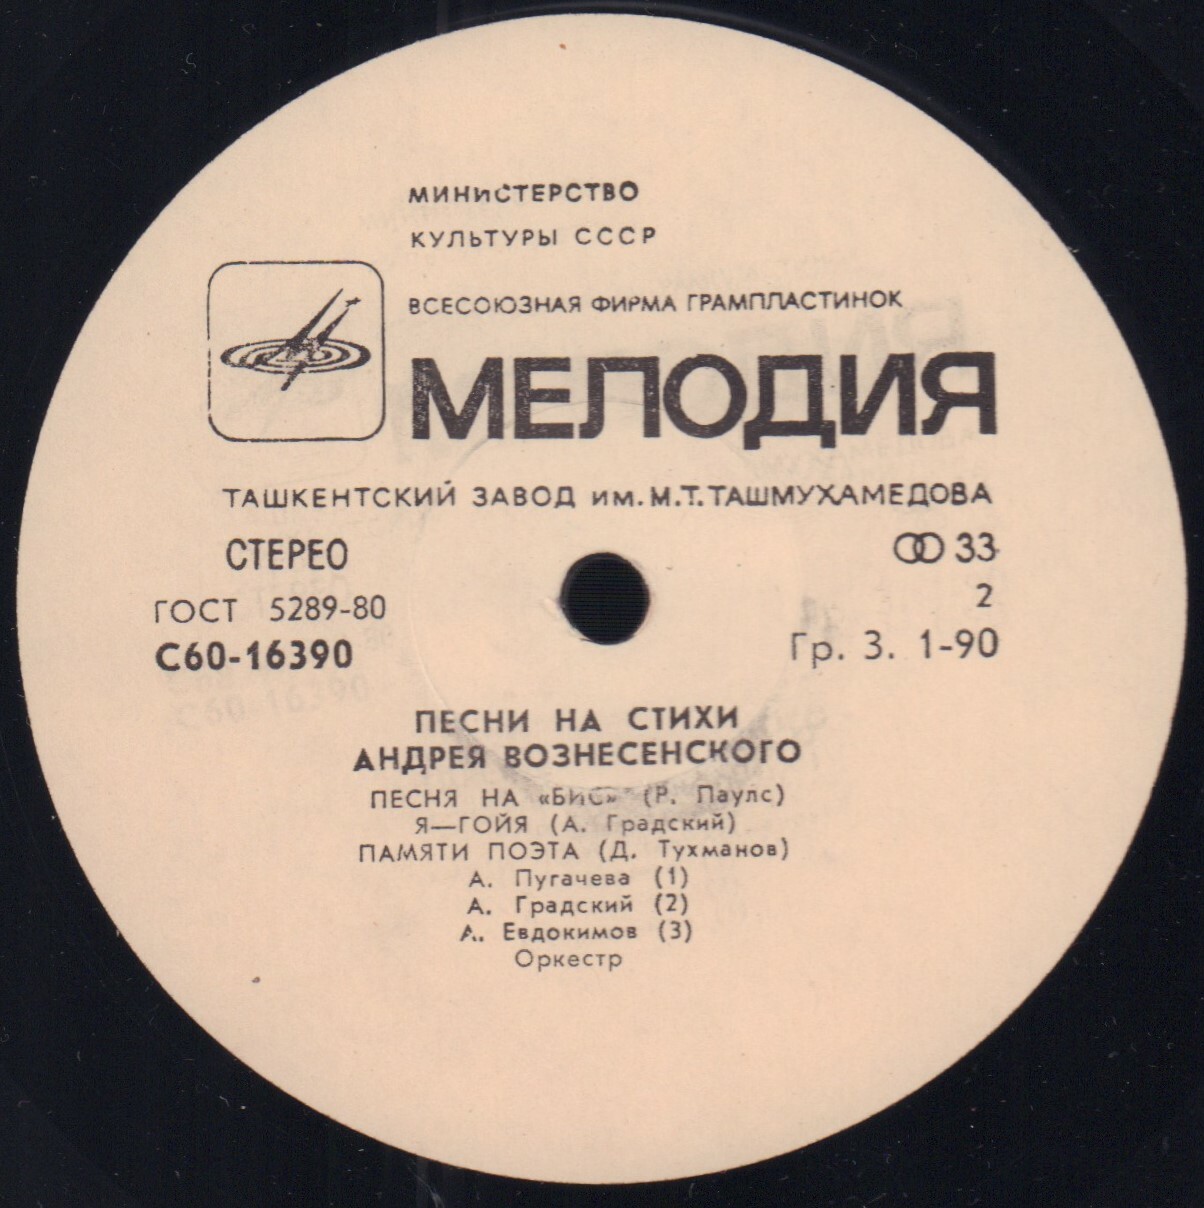 МИНИСТЕРСТВО
КУЛЬТУРЫ СССР
ВСЕСОЮЗНАЯ ФИРМА ГРАМПЛАСТИНОК
МЕЛОДИЯ
ТАШКЕНТСКИЙ ЗАВОД им. М.Т. ТАШМУХАМЕДОВА
СТЕРЕО
33
ГОСТ 5289-80
2
С60-16390
Гр. 3. 1-90
ПЕСНИ НА СТИХИ
АНДРЕЯ ВОЗНЕСЕНСКОГО
ПЕСНЯ НА «БИС» (Р. Паулс)
Я—ГОЙЯ (А. Градский)
ПАМЯТИ ПОЭТА (Д. Тухманов)
А. Пугачева (1)
А. Градский (2)
А. Евдокимов (3)
Оркестр